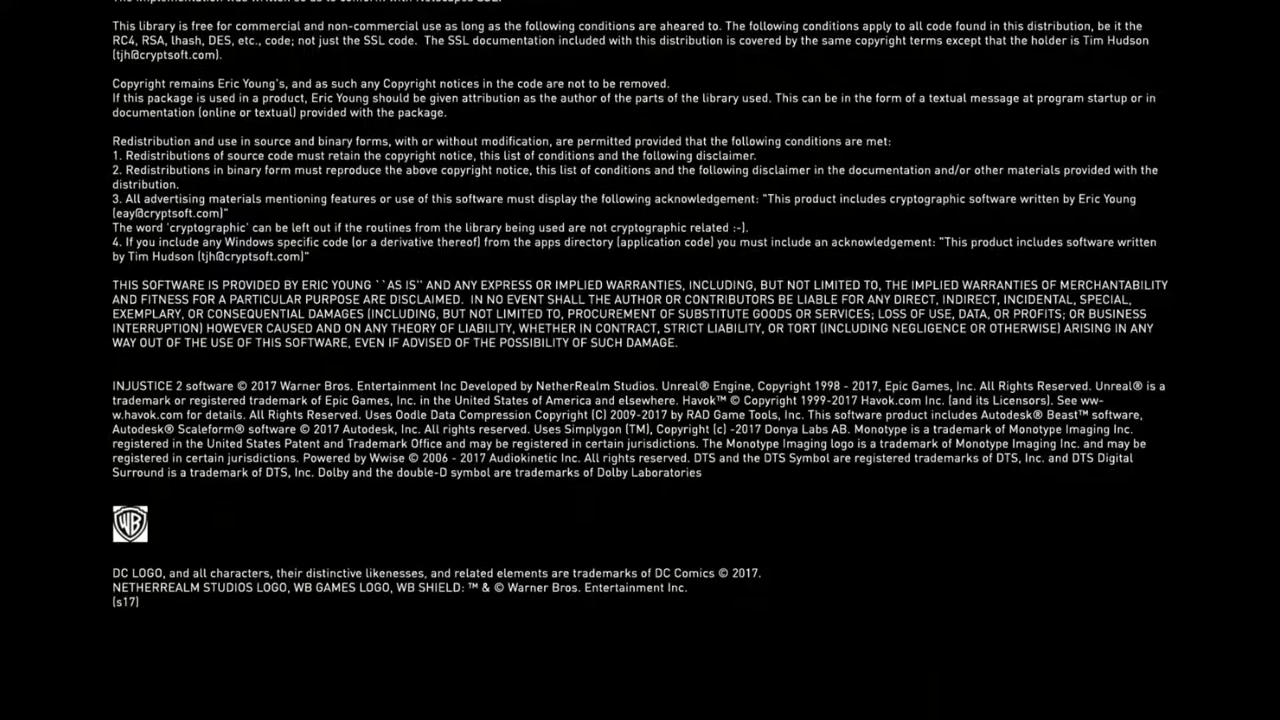 The implementation was written so as to conform with Netscapes SSL.
This library is free for commercial and non-commercial use as long as the following conditions are aheared to. The following conditions apply to all code found in this distribution, be it the
RC4, RSA, lhash, DES, etc., code; not just the SSL code.  The SSL documentation included with this distribution is covered by the same copyright terms except that the holder is Tim Hudson
(tjh@cryptsoft.com).
Copyright remains Eric Young's, and as such any Copyright notices in the code are not to be removed.
If this package is used in a product, Eric Young should be given attribution as the author of the parts of the library used. This can be in the form of a textual message at program startup or in
documentation (online or textual) provided with the package.
Redistribution and use in source and binary forms, with or without modification, are permitted provided that the following conditions are met:
1. Redistributions of source code must retain the copyright notice, this list of conditions and the following disclaimer.
2. Redistributions in binary form must reproduce the above copyright notice, this list of conditions and the following disclaimer in the documentation and/or other materials provided with the
distribution.
3. All advertising materials mentioning features or use of this software must display the following acknowledgement: "This product includes cryptographic software written by Eric Young
(eay@cryptsoft.com)"
The word 'cryptographic' can be left out if the routines from the library being used are not cryptographic related :-).
4. If you include any Windows specific code (or a derivative thereof) from the apps directory (application code) you must include an acknowledgement: "This product includes software written
by Tim Hudson (tjh@cryptsoft.com)"
THIS SOFTWARE IS PROVIDED BY ERIC YOUNG ``AS IS'' AND ANY EXPRESS OR IMPLIED WARRANTIES, INCLUDING, BUT NOT LIMITED TO, THE IMPLIED WARRANTIES OF MERCHANTABILITY
AND FITNESS FOR A PARTICULAR PURPOSE ARE DISCLAIMED.  IN NO EVENT SHALL THE AUTHOR OR CONTRIBUTORS BE LIABLE FOR ANY DIRECT, INDIRECT, INCIDENTAL, SPECIAL,
EXEMPLARY, OR CONSEQUENTIAL DAMAGES (INCLUDING, BUT NOT LIMITED TO, PROCUREMENT OF SUBSTITUTE GOODS OR SERVICES; LOSS OF USE, DATA, OR PROFITS; OR BUSINESS
INTERRUPTION) HOWEVER CAUSED AND ON ANY THEORY OF LIABILITY, WHETHER IN CONTRACT, STRICT LIABILITY, OR TORT (INCLUDING NEGLIGENCE OR OTHERWISE) ARISING IN ANY
WAY OUT OF THE USE OF THIS SOFTWARE, EVEN IF ADVISED OF THE POSSIBILITY OF SUCH DAMAGE.
INJUSTICE 2 software © 2017 Warner Bros. Entertainment Inc Developed by NetherRealm Studios. Unreal® Engine, Copyright 1998 - 2017, Epic Games, Inc. All Rights Reserved. Unreal® is a
trademark or registered trademark of Epic Games, Inc. in the United States of America and elsewhere. Havok™ © Copyright 1999-2017 Havok.com Inc. (and its Licensors). See ww-
w.havok.com for details. All Rights Reserved. Uses Oodle Data Compression Copyright (C) 2009-2017 by RAD Game Tools, Inc. This software product includes Autodesk® Beast™ software,
Autodesk® Scaleform® software © 2017 Autodesk, Inc. All rights reserved. Uses Simplygon (TM), Copyright (c) -2017 Donya Labs AB. Monotype is a trademark of Monotype Imaging Inc.
registered in the United States Patent and Trademark Office and may be registered in certain jurisdictions. The Monotype Imaging logo is a trademark of Monotype Imaging Inc. and may be
registered in certain jurisdictions. Powered by Wwise © 2006 - 2017 Audiokinetic Inc. All rights reserved. DTS and the DTS Symbol are registered trademarks of DTS, Inc. and DTS Digital
Surround is a trademark of DTS, Inc. Dolby and the double-D symbol are trademarks of Dolby Laboratories
WB
DC LOGO, and all characters, their distinctive likenesses, and related elements are trademarks of DC Comics © 2017.
NETHERREALM STUDIOS LOGO, WB GAMES LOGO, WB SHIELD: ™ & © Warner Bros. Entertainment Inc.
(s17)